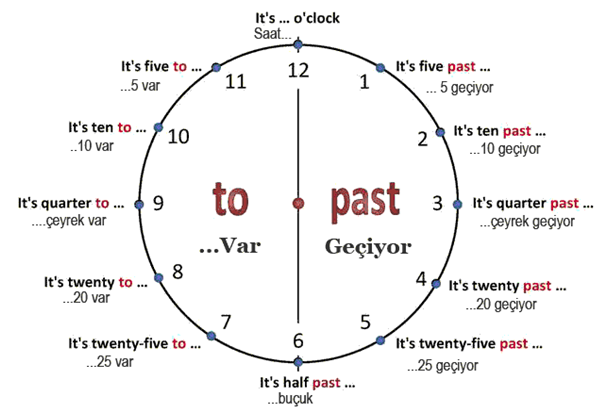 It's ... o'clock
Saat...
It's five to ...
...5 var
It's five past ...
... 5 geçiyor
12
11
1
It's ten to ...
..10 var
10
2
It's ten past ...
...10 geçiyor
It's quarter to ...
....çeyrek var
9
to
past
3
It's quarter past ...
...çeyrek geçiyor
...Var
Geçiyor
It's twenty to ...
...20 var
8
4
It's twenty past ...
...20 geçiyor
It's twenty-five to ...
...25 var
7
6
5
It's twenty-five past ...
...25 geçiyor
It's half past ...
...buçuk